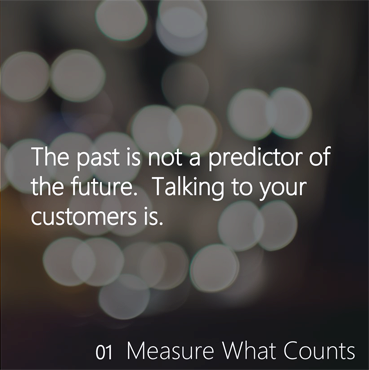 The past is not a predictor of
the future.  Talking to your
customers is.
01 Measure What Counts